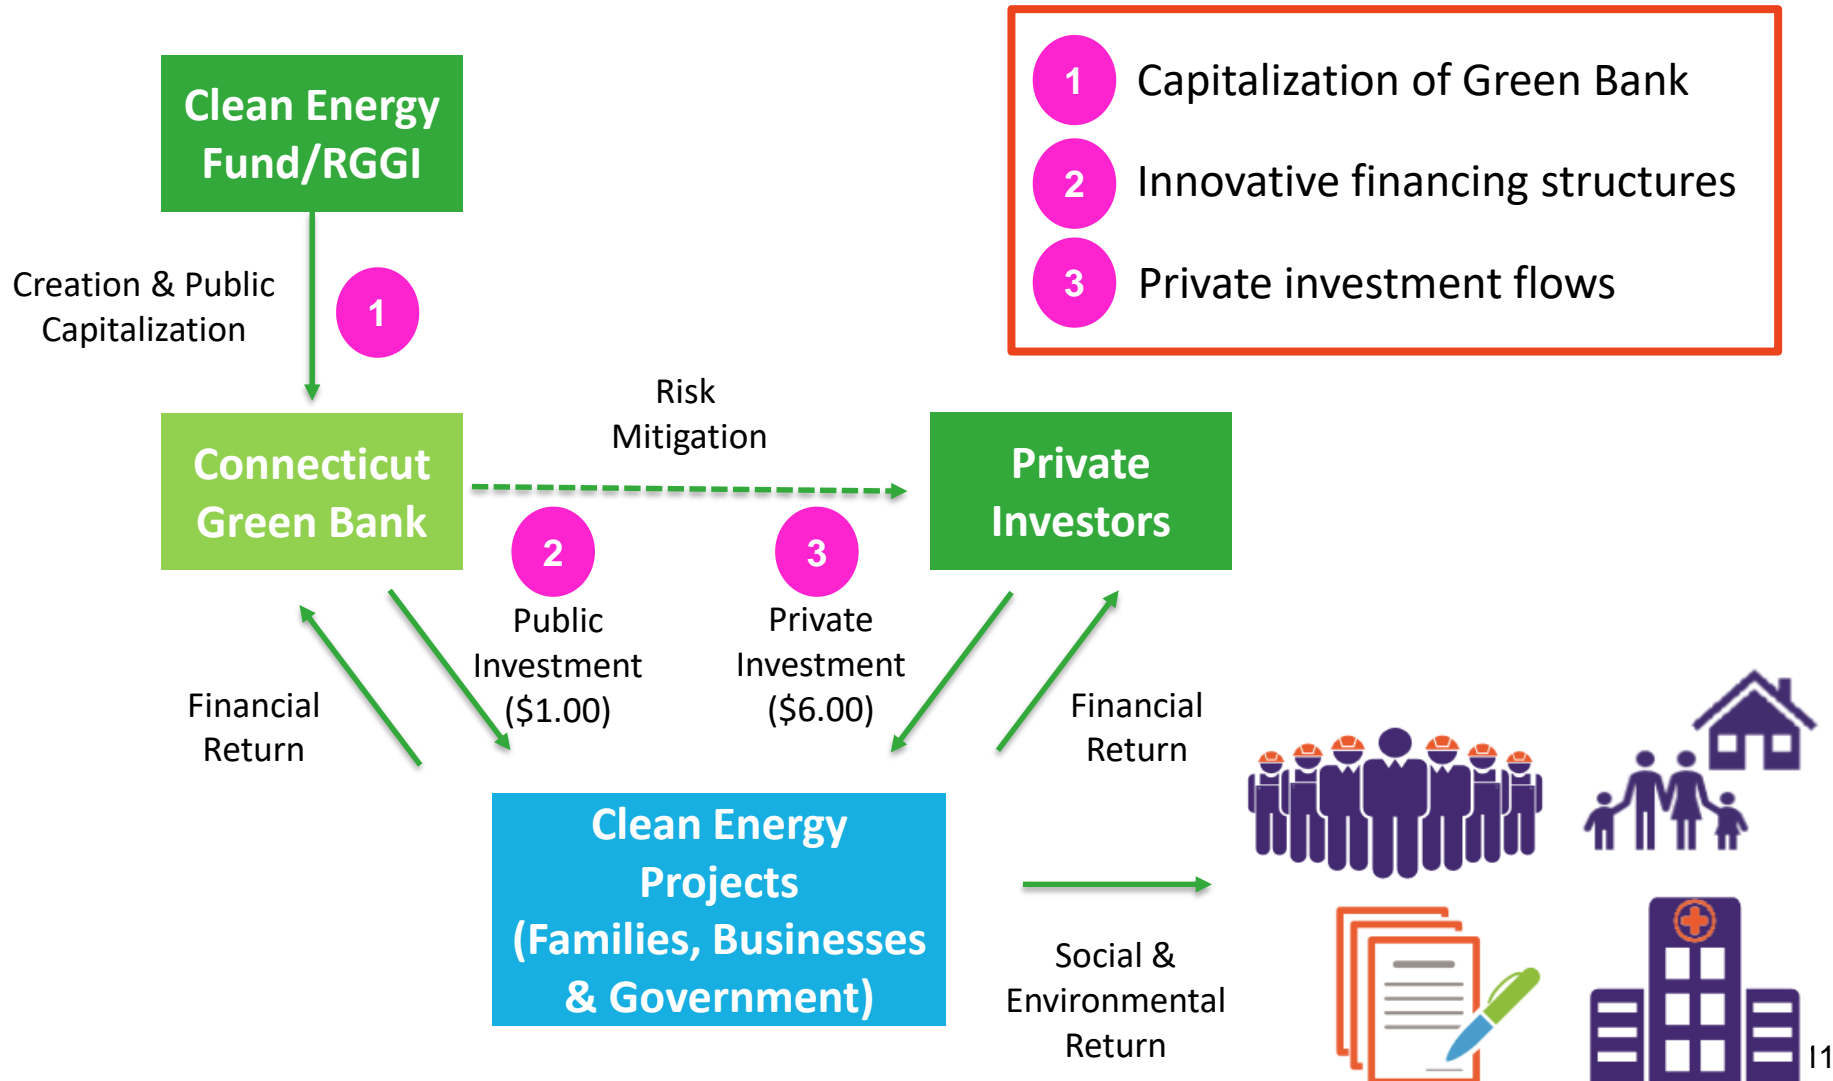 Clean Energy
Fund/RGGI
1 Capitalization of Green Bank
2 Innovative financing structures
3 Private investment flows
Creation & Public
Capitalization
1
Connecticut
Green Bank
Risk
Mitigation
Private
Investors
2
Public
Investment
($1.00)
3
Private
Investment
($6.00)
Financial
Return
Financial
Return
Clean Energy
Projects
(Families, Businesses
& Government)
Social &
Environmental
Return